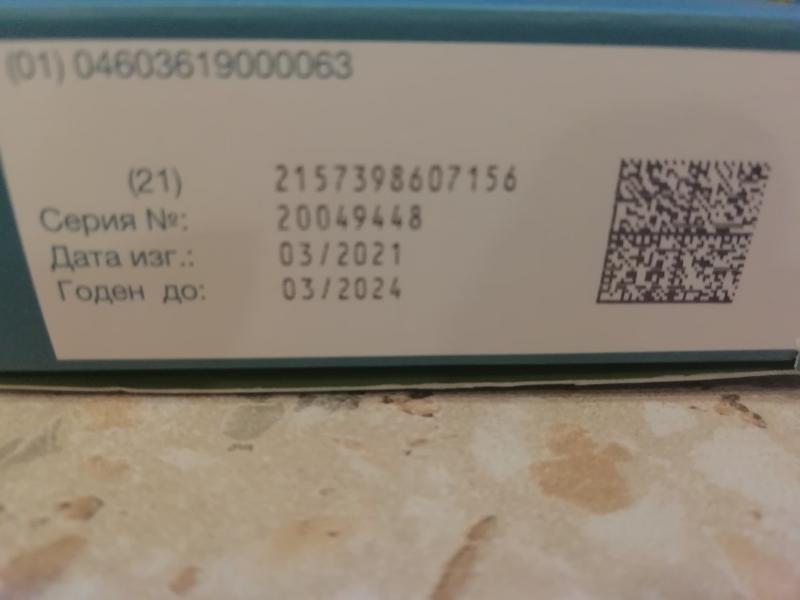 (01) 04603619000063
(21) 2157398607156
Серия №: 20049448
Дата изг.: 03/2021
Годен до: 03/2024